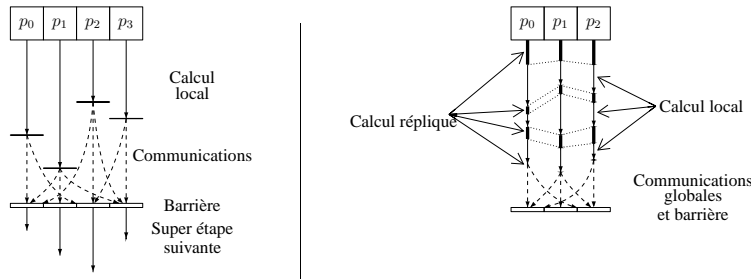 p0 p1 p2 p3
Calcul
local
Communications
Barrière
Super étape
suivante
p0 p1 p2
Calcul répliqué
Calcul local
Communications
globales
et barrière